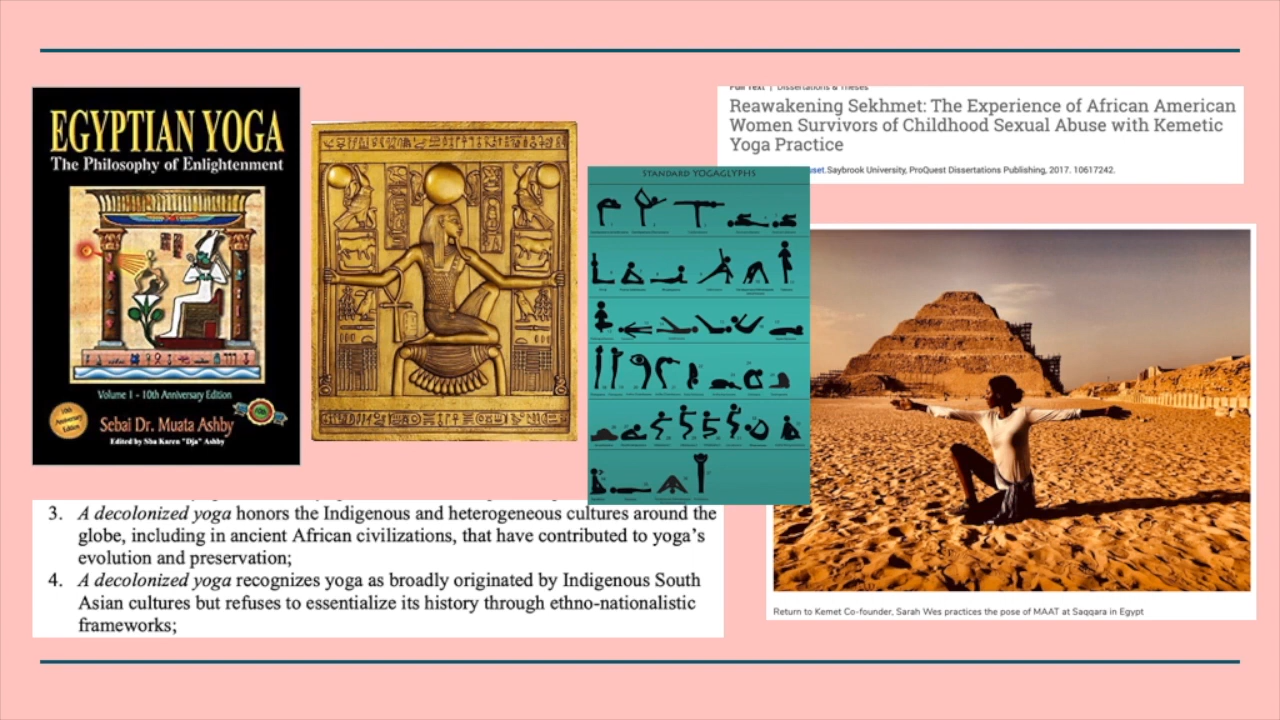 EGYPTIAN YOGA
The Philosophy of Enlightenment
Volume 1 - 10th Anniversary Edition
10th Anniversary Edition
Sebai Dr. Muata Ashby
Edited by Sba Karen "Dja" Ashby
STANDARD YOGAGLYPHS
Full Text | Dissertations & Theses
Reawakening Sekhmet: The Experience of African American
Women Survivors of Childhood Sexual Abuse with Kemetic
Yoga Practice
Saybrook University, ProQuest Dissertations Publishing, 2017. 10617242.
Return to Kemet Co-founder, Sarah Wes practices the pose of MAAT at Saqqara in Egypt
3. A decolonized yoga honors the Indigenous and heterogeneous cultures around the
globe, including in ancient African civilizations, that have contributed to yoga's
evolution and preservation;
4. A decolonized yoga recognizes yoga as broadly originated by Indigenous South
Asian cultures but refuses to essentialize its history through ethno-nationalistic
frameworks;